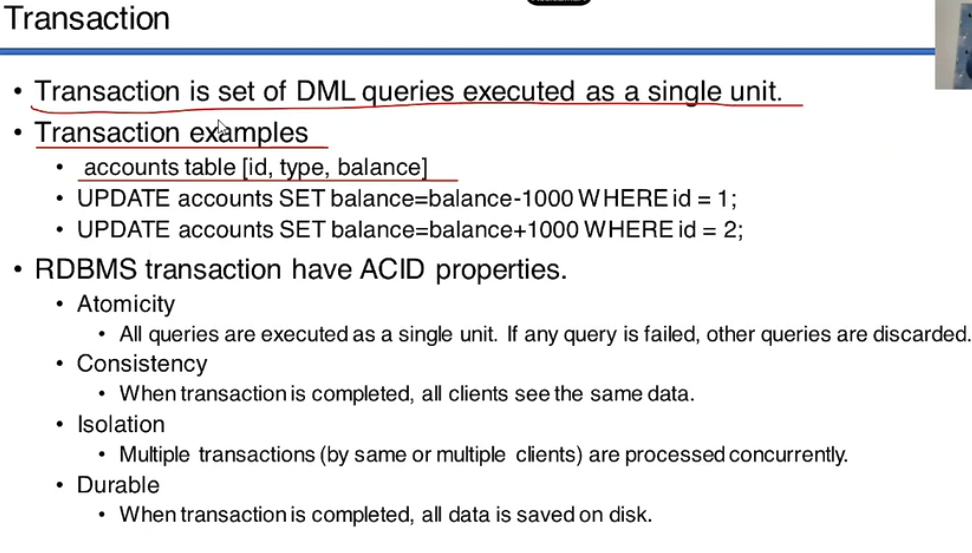 Transaction
• Transaction is set of DML queries executed as a single unit.
• Transaction examples
• accounts table [id, type, balance]
• UPDATE accounts SET balance=balance-1000 WHERE id = 1;
• UPDATE accounts SET balance=balance+1000 WHERE id = 2;
• RDBMS transaction have ACID properties.
• Atomicity
• All queries are executed as a single unit. If any query is failed, other queries are discarded.
• Consistency
• When transaction is completed, all clients see the same data.
• Isolation
• Multiple transactions (by same or multiple clients) are processed concurrently.
• Durable
• When transaction is completed, all data is saved on disk.